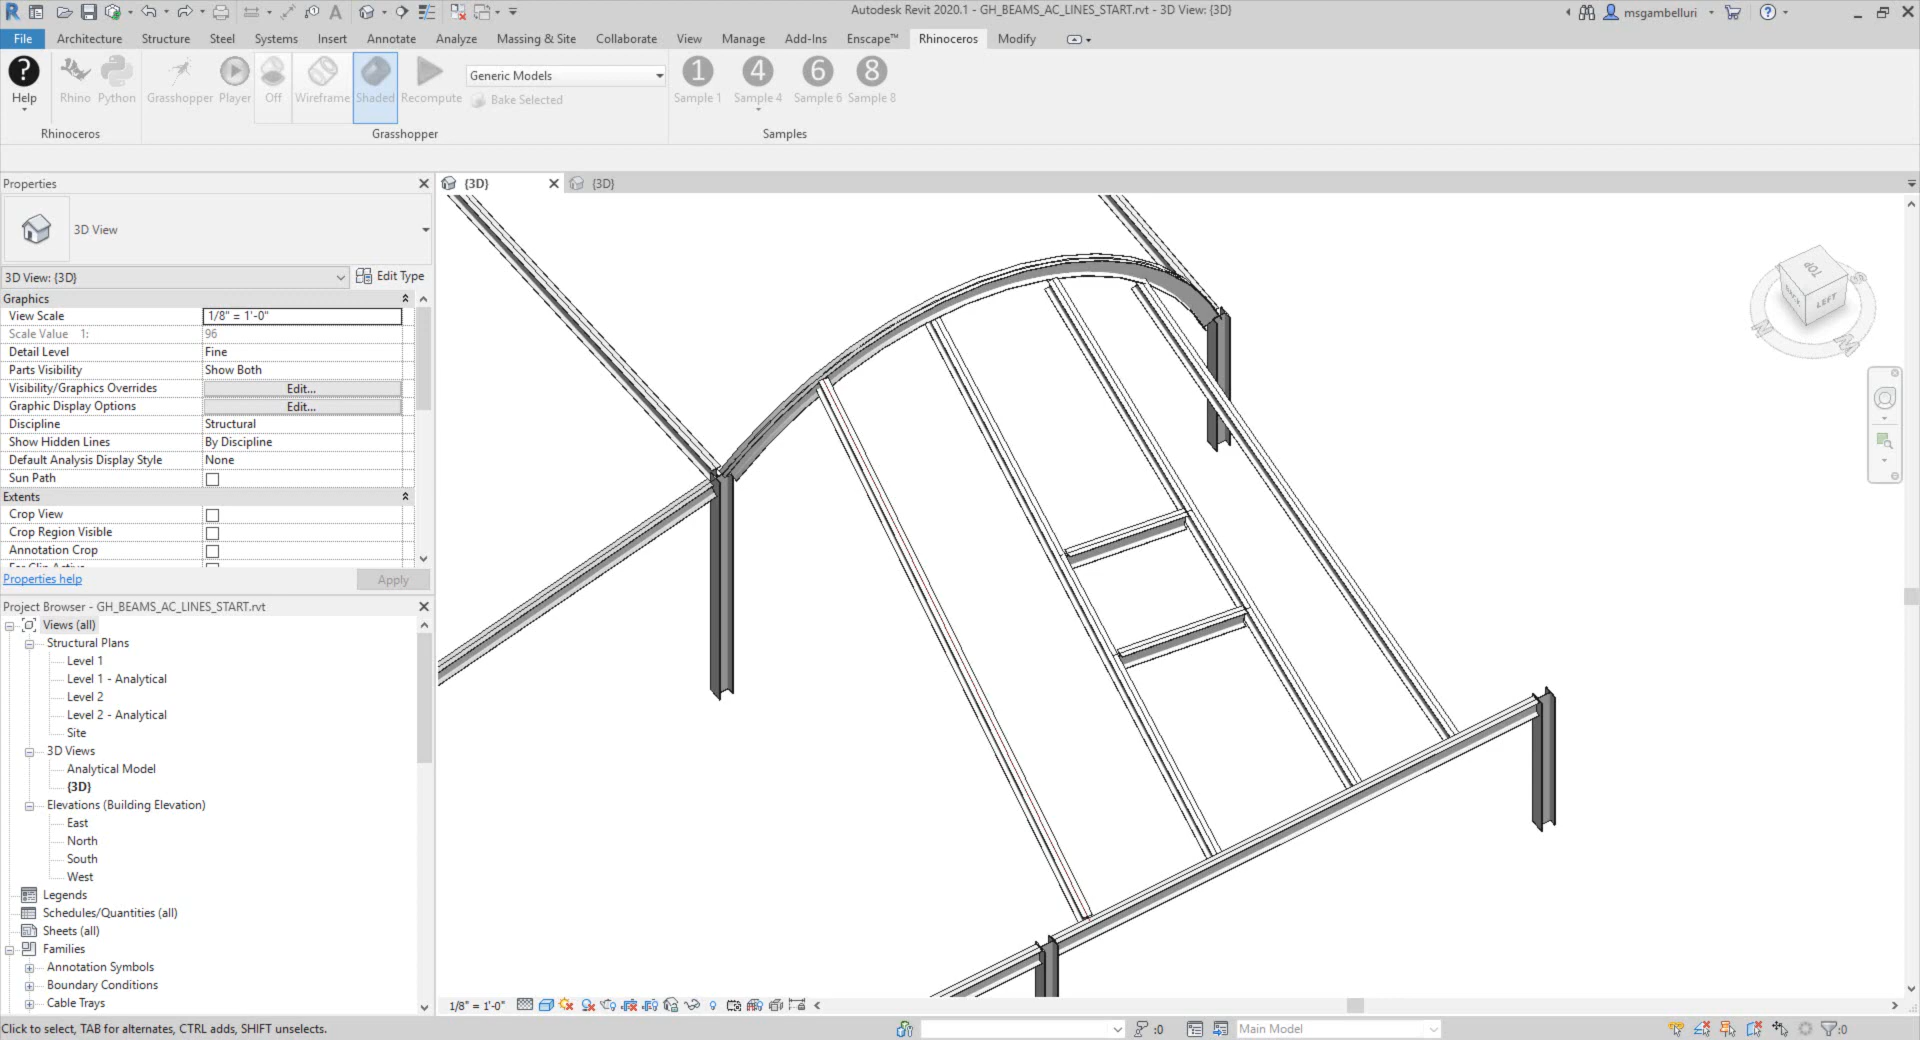 Autodesk Revit 2020.1 - GH_BEAMS_AC_LINES_START.rvt - 3D View: {3D}
msgambelluri
File Architecture Structure Steel Systems Insert Annotate Analyze Massing & Site Collaborate View Manage Add-Ins Enscape™ Rhinoceros Modify
Help Rhino Python Grasshopper Player Off Wireframe Shaded Recompute
Generic Models
Bake Selected
1 4 6 8
Sample 1 Sample 4 Sample 6 Sample 8
Rhinoceros Grasshopper Samples
Properties
{3D} {3D}
3D View
3D View: {3D} Edit Type
Graphics
View Scale 1/8" = 1'-0"
Scale Value 1: 96
Detail Level Fine
Parts Visibility Show Both
Visibility/Graphics Overrides Edit...
Graphic Display Options Edit...
Discipline Structural
Show Hidden Lines By Discipline
Default Analysis Display Style None
Sun Path
Extents
Crop View
Crop Region Visible
Annotation Crop
Properties help Apply
Project Browser - GH_BEAMS_AC_LINES_START.rvt
Views (all)
Structural Plans
Level 1
Level 1 - Analytical
Level 2
Level 2 - Analytical
Site
3D Views
Analytical Model
{3D}
Elevations (Building Elevation)
East
North
South
West
Legends
Schedules/Quantities (all)
Sheets (all)
Families
Annotation Symbols
Boundary Conditions
Cable Trays
TOP
BACK
LEFT
S
W
1/8" = 1'-0"
Click to select, TAB for alternates, CTRL adds, SHIFT unselects.
:0
Main Model
:0